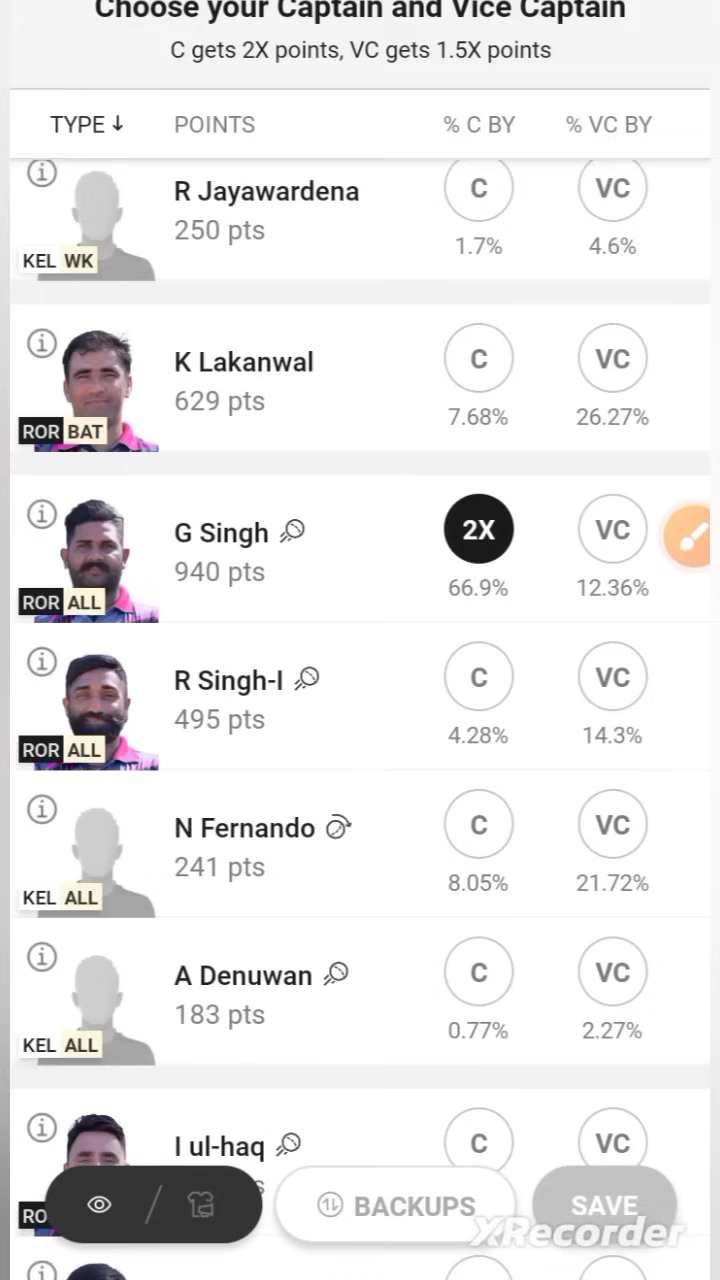 Choose your Captain and Vice Captain
C gets 2X points, VC gets 1.5X points
TYPE ↓ POINTS % C BY % VC BY
R Jayawardena C VC
250 pts 1.7% 4.6%
KEL WK
K Lakanwal C VC
629 pts 7.68% 26.27%
ROR BAT
G Singh 2X VC
940 pts 66.9% 12.36%
ROR ALL
R Singh-I C VC
495 pts 4.28% 14.3%
ROR ALL
N Fernando C VC
241 pts 8.05% 21.72%
KEL ALL
A Denuwan C VC
183 pts 0.77% 2.27%
KEL ALL
I ul-haq C VC
BACKUPS SAVE
XRecorder